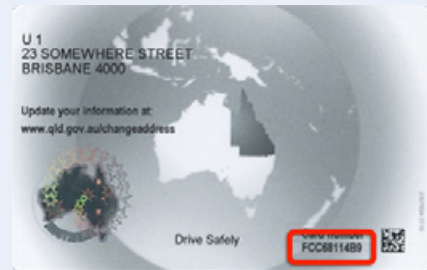 U 1
23 SOMEWHERE STREET
BRISBANE 4000
Update your information at:
www.qld.gov.au/changeaddress
Drive Safely
Card Number
FCC68114B9